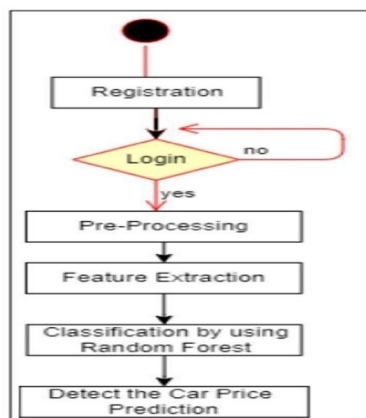 Registration
Login
no
yes
Pre-Processing
Feature Extraction
Classification by using
Random Forest
Detect the Car Price
Prediction